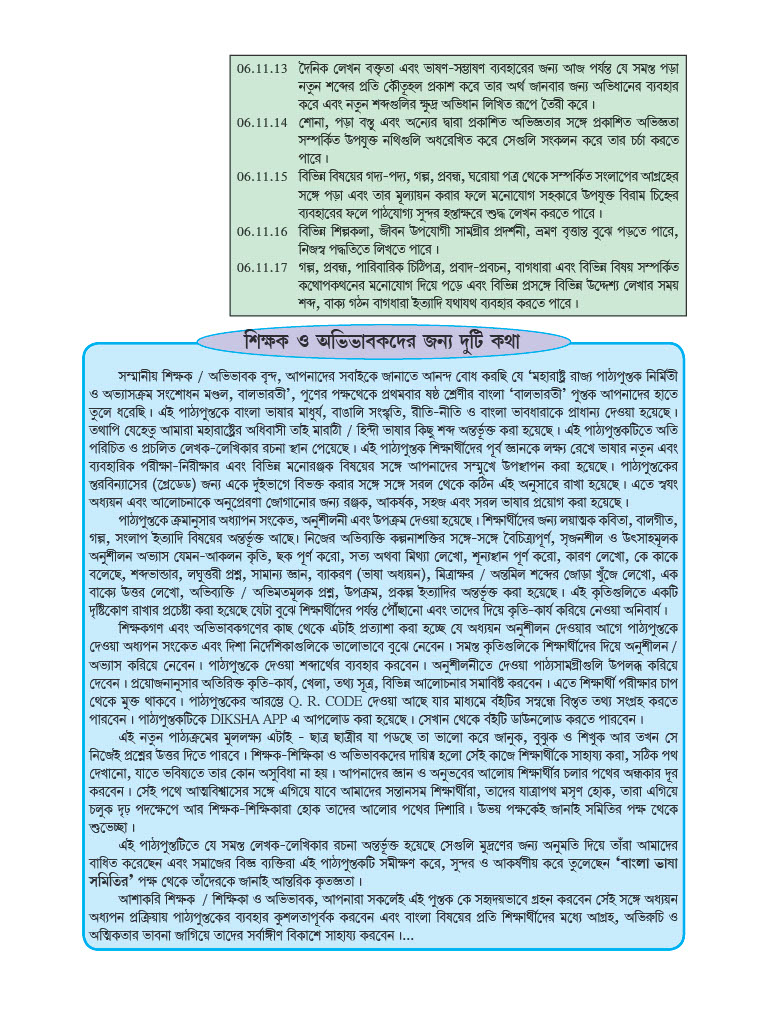 06.11.13 দৈনিক লেখন বক্তৃতা এবং ভাষণ-সম্ভাষণ ব্যবহারের জন্য আজ পর্যন্ত যে সমস্ত পড়া
নতুন শব্দের প্রতি কৌতূহল প্রকাশ করে তার অর্থ জানবার জন্য অভিধানের ব্যবহার
করে এবং নতুন শব্দগুলির ক্ষুদ্র অভিধান লিখিত রূপে তৈরী করে।
06.11.14 শোনা, পড়া বস্তু এবং অন্যের দ্বারা প্রকাশিত অভিজ্ঞতার সঙ্গে প্রকাশিত অভিজ্ঞতা
সম্পর্কিত উপযুক্ত নথিগুলি অধরেখিত করে সেগুলি সংকলন করে তার চর্চা করতে
পারে।
06.11.15 বিভিন্ন বিষয়ের গদ্য-পদ্য, গল্প, প্রবন্ধ, ঘরোয়া পত্র থেকে সম্পর্কিত সংলাপের আগ্রহের
সঙ্গে পড়া এবং তার মূল্যায়ন করার ফলে মনোযোগ সহকারে উপযুক্ত বিরাম চিহ্নের
ব্যবহারের ফলে পাঠযোগ্য সুন্দর হস্তাক্ষরে শুদ্ধ লেখন করতে পারে।
06.11.16 বিভিন্ন শিল্পকলা, জীবন উপযোগী সামগ্রীর প্রদর্শনী, ভ্রমণ বৃত্তান্ত বুঝে পড়তে পারে,
নিজস্ব পদ্ধতিতে লিখতে পারে।
06.11.17 গল্প, প্রবন্ধ, পারিবারিক চিঠিপত্র, প্রবাদ-প্রবচন, বাগধারা এবং বিভিন্ন বিষয় সম্পর্কিত
কথোপকথনের মনোযোগ দিয়ে পড়ে এবং বিভিন্ন প্রসঙ্গে বিভিন্ন উদ্দেশ্য লেখার সময়
শব্দ, বাক্য গঠন বাগধারা ইত্যাদি যথাযথ ব্যবহার করতে পারে।
শিক্ষক ও অভিভাবকদের জন্য দুটি কথা
সম্মানীয় শিক্ষক / অভিভাবক বৃন্দ, আপনাদের সবাইকে জানাতে আনন্দ বোধ করছি যে ‘মহারাষ্ট্র রাজ্য পাঠ্যপুস্তক নির্মিতী
ও অভ্যাসক্রম সংশোধন মণ্ডল, বালভারতী’, পুণের পক্ষথেকে প্রথমবার ষষ্ঠ শ্রেণীর বাংলা ‘বালভারতী’ পুস্তক আপনাদের হাতে
তুলে ধরেছি। এই পাঠ্যপুস্তকে বাংলা ভাষার মাধুর্য, বাঙালি সংস্কৃতি, রীতি-নীতি ও বাংলা ভাবধারাকে প্রাধান্য দেওয়া হয়েছে।
তথাপি যেহেতু আমারা মহারাষ্ট্রের অধিবাসী তাই মারাঠী / হিন্দী ভাষার কিছু শব্দ অন্তর্ভূক্ত করা হয়েছে। এই পাঠ্যপুস্তকটিতে অতি
পরিচিত ও প্রচলিত লেখক-লেখিকার রচনা স্থান পেয়েছে। এই পাঠ্যপুস্তক শিক্ষার্থীদের পূর্ব জ্ঞানকে লক্ষ্য রেখে ভাষার নতুন এবং
ব্যবহারিক পরীক্ষা-নিরীক্ষার এবং বিভিন্ন মনোরঞ্জক বিষয়ের সঙ্গে আপনাদের সম্মুখে উপস্থাপন করা হয়েছে। পাঠ্যপুস্তকের
স্তরবিন্যাসের (গ্রেডেড) জন্য একে দুইভাগে বিভক্ত করার সঙ্গে সঙ্গে সরল থেকে কঠিন এই অনুসারে রাখা হয়েছে। এতে স্বযং
অধ্যয়ন এবং আলোচনাকে অনুপ্রেরণা জোগানোর জন্য রঞ্জক, আকর্ষক, সহজ এবং সরল ভাষার প্রয়োগ করা হয়েছে।
পাঠ্যপুস্তকে ক্রমানুসার অধ্যাপন সংকেত, অনুশীলনী এবং উপক্রম দেওয়া হয়েছে। শিক্ষার্থীদের জন্য লয়াত্মক কবিতা, বালগীত,
গল্প, সংলাপ ইত্যাদি বিষয়ের অন্তর্ভূক্ত আছে। নিজের অভিব্যক্তি কল্পনাশক্তির সঙ্গে-সঙ্গে বৈচিত্র্যপূর্ণ, সৃজনশীল ও উৎসাহমূলক
অনুশীলন অভ্যাস যেমন-আকলন কৃতি, ছক পূর্ণ করো, সত্য অথবা মিথ্যা লেখো, শূন্যস্থান পূর্ণ করো, কারণ লেখো, কে কাকে
বলেছে, শব্দভান্ডার, লঘুত্তরী প্রশ্ন, সামান্য জ্ঞান, ব্যাকরণ (ভাষা অধ্যয়ন), মিত্রাক্ষর / অন্তমিল শব্দের জোড়া খুঁজে লেখো, এক
বাক্যে উত্তর লেখো, অভিব্যক্তি / অভিমতমূলক প্রশ্ন, উপক্রম, প্রকল্প ইত্যাদির অন্তর্ভূক্ত করা হয়েছে। এই কৃতিগুলিতে একটি
দৃষ্টিকোণ রাখার প্রচেষ্টা করা হয়েছে যেটা বুঝে শিক্ষার্থীদের পর্যন্ত পৌঁছানো এবং তাদের দিয়ে কৃতি-কার্য করিয়ে নেওয়া অনিবার্য।
শিক্ষকগণ এবং অভিভাবকগণের কাছ থেকে এটাই প্রত্যাশা করা হচ্ছে যে অধ্যয়ন অনুশীলন দেওয়ার আগে পাঠ্যপুস্তকে
দেওয়া অধ্যাপন সংকেত এবং দিশা নির্দেশিকাগুলিকে ভালোভাবে বুঝে নেবেন। সমস্ত কৃতিগুলিকে শিক্ষার্থীদের দিয়ে অনুশীলন /
অভ্যাস করিয়ে নেবেন। পাঠ্যপুস্তকে দেওয়া শব্দার্থের ব্যবহার করবেন। অনুশীলনীতে দেওয়া পাঠ্যসামগ্রীগুলি উপলব্ধ করিয়ে
দেবেন। প্রয়োজনানুসার অতিরিক্ত কৃতি-কার্য, খেলা, তথ্য সূত্র, বিভিন্ন আলোচনার সমাবিষ্ট করবেন। এতে শিক্ষার্থী পরীক্ষার চাপ
থেকে মুক্ত থাকবে। পাঠ্যপুস্তকের আরম্ভে Q. R. CODE দেওয়া আছে যার মাধ্যমে বইটির সম্বন্ধে বিস্তৃত তথ্য সংগ্রহ করতে
পারবেন। পাঠ্যপুস্তকটিকে DIKSHA APP এ আপলোড করা হয়েছে। সেখান থেকে বইটি ডাউনলোড করতে পারবেন।
এই নতুন পাঠ্যক্রমের মুললক্ষ্য এটাই - ছাত্র ছাত্রীর যা পড়ছে তা ভালো করে জানুক, বুঝুক ও শিখুক আর তখন সে
নিজেই প্রশ্নের উত্তর দিতে পারবে। শিক্ষক-শিক্ষিকা ও অভিভাবকদের দায়িত্ব হলো সেই কাজে শিক্ষার্থীকে সাহায্য করা, সঠিক পথ
দেখানো, যাতে ভবিষ্যতে তার কোন অসুবিধা না হয়। আপনাদের জ্ঞান ও অনুভবের আলোয় শিক্ষার্থীর চলার পথের অন্ধকার দূর
করবেন। সেই পথে আত্মবিশ্বাসের সঙ্গে এগিয়ে যাবে আমাদের সন্তানসম শিক্ষার্থীরা, তাদের যাত্রাপথ মসৃণ হোক, তারা এগিয়ে
চলুক দৃঢ় পদক্ষেপে আর শিক্ষক-শিক্ষিকারা হোক তাদের আলোর পথের দিশারি। উভয় পক্ষকেই জানাই সমিতির পক্ষ থেকে
শুভেচ্ছা।
এই পাঠ্যপুস্তটিতে যে সমস্ত লেখক-লেখিকার রচনা অন্তর্ভূক্ত হয়েছে সেগুলি মুদ্রণের জন্য অনুমতি দিয়ে তাঁরা আমাদের
বাধিত করেছেন এবং সমাজের বিজ্ঞ ব্যক্তিরা এই পাঠ্যপুস্তকটি সমীক্ষণ করে, সুন্দর ও আকর্ষণীয় করে তুলেছেন ‘বাংলা ভাষা
সমিতির’ পক্ষ থেকে তাঁদেরকে জানাই আন্তরিক কৃতজ্ঞতা।
আশাকরি শিক্ষক / শিক্ষিকা ও অভিভাবক, আপনারা সকলেই এই পুস্তক কে সহৃদয়ভাবে গ্রহন করবেন সেই সঙ্গে অধ্যয়ন
অধ্যপন প্রক্রিয়ায় পাঠ্যপুস্তকের ব্যবহার কুশলতাপূর্বক করবেন এবং বাংলা বিষয়ের প্রতি শিক্ষার্থীদের মধ্যে আগ্রহ, অভিরুচি ও
অত্মিকতার ভাবনা জাগিয়ে তাদের সর্বাঙ্গীণ বিকাশে সাহায্য করবেন।...